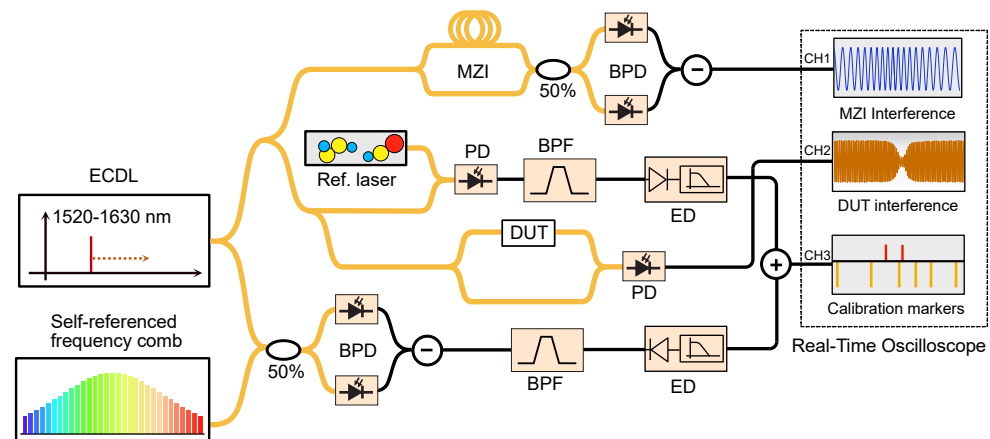 MZI
50%
BPD
CH1
MZI Interference
Ref. laser
PD
BPF
ED
CH2
DUT interference
ECDL
1520-1630 nm
DUT
PD
CH3
Calibration markers
Real-Time Oscilloscope
Self-referenced
frequency comb
50%
BPD
BPF
ED